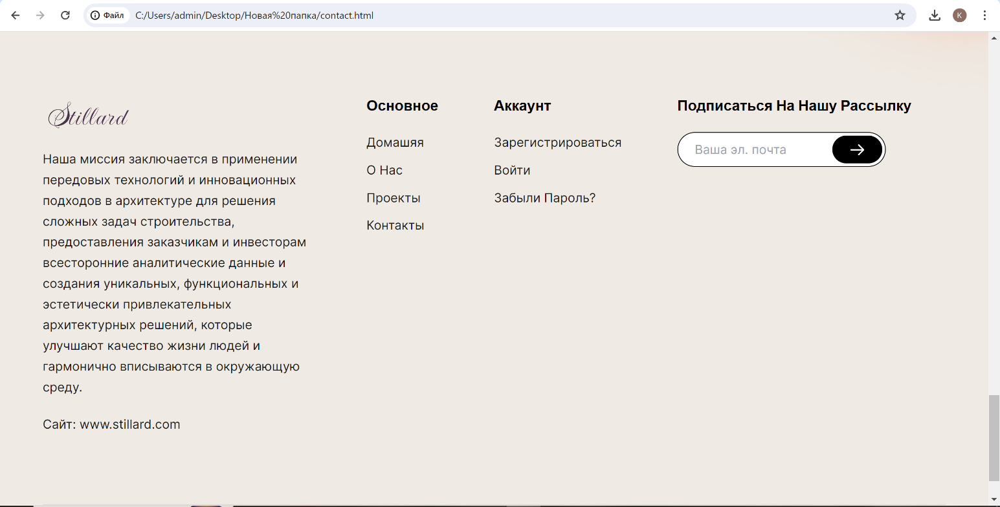 Файл
C:/Users/admin/Desktop/Новая%20папка/contact.html
K
Stillard
Наша миссия заключается в применении
передовых технологий и инновационных
подходов в архитектуре для решения
сложных задач строительства,
предоставления заказчикам и инвесторам
всесторонние аналитические данные и
создания уникальных, функциональных и
эстетически привлекательных
архитектурных решений, которые
улучшают качество жизни людей и
гармонично вписываются в окружающую
среду.
Сайт: www.stillard.com
Основное
Домашяя
О Нас
Проекты
Контакты
Аккаунт
Зарегистрироваться
Войти
Забыли Пароль?
Подписаться На Нашу Рассылку
Ваша эл. почта